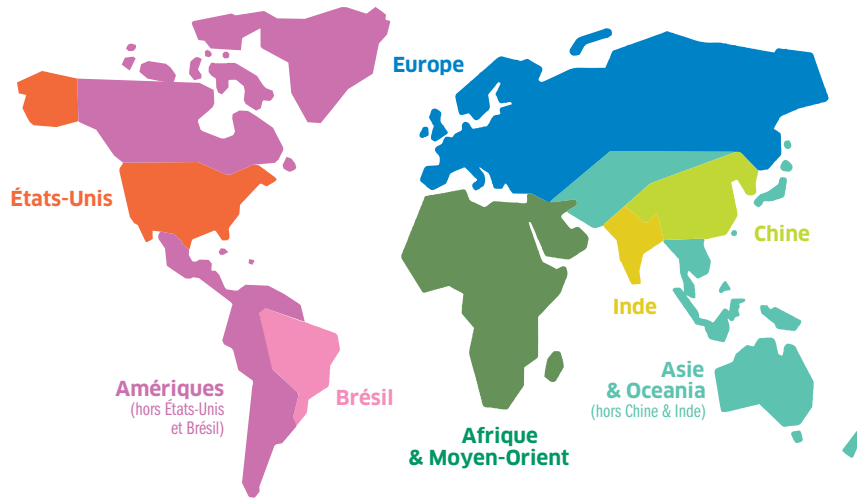 Europe
États-Unis
Chine
Inde
Amériques
(hors États-Unis
et Brésil)
Brésil
Asie
& Oceania
(hors Chine & Inde)
Afrique
& Moyen-Orient